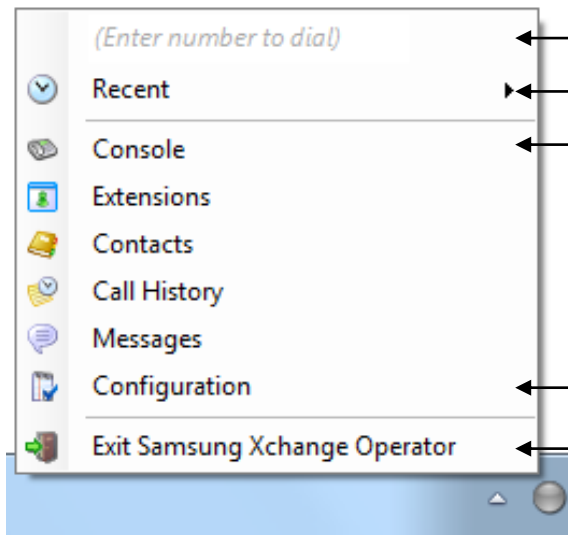 (Enter number to dial)
Recent
Console
Extensions
Contacts
Call History
Messages
Configuration
Exit Samsung Xchange Operator